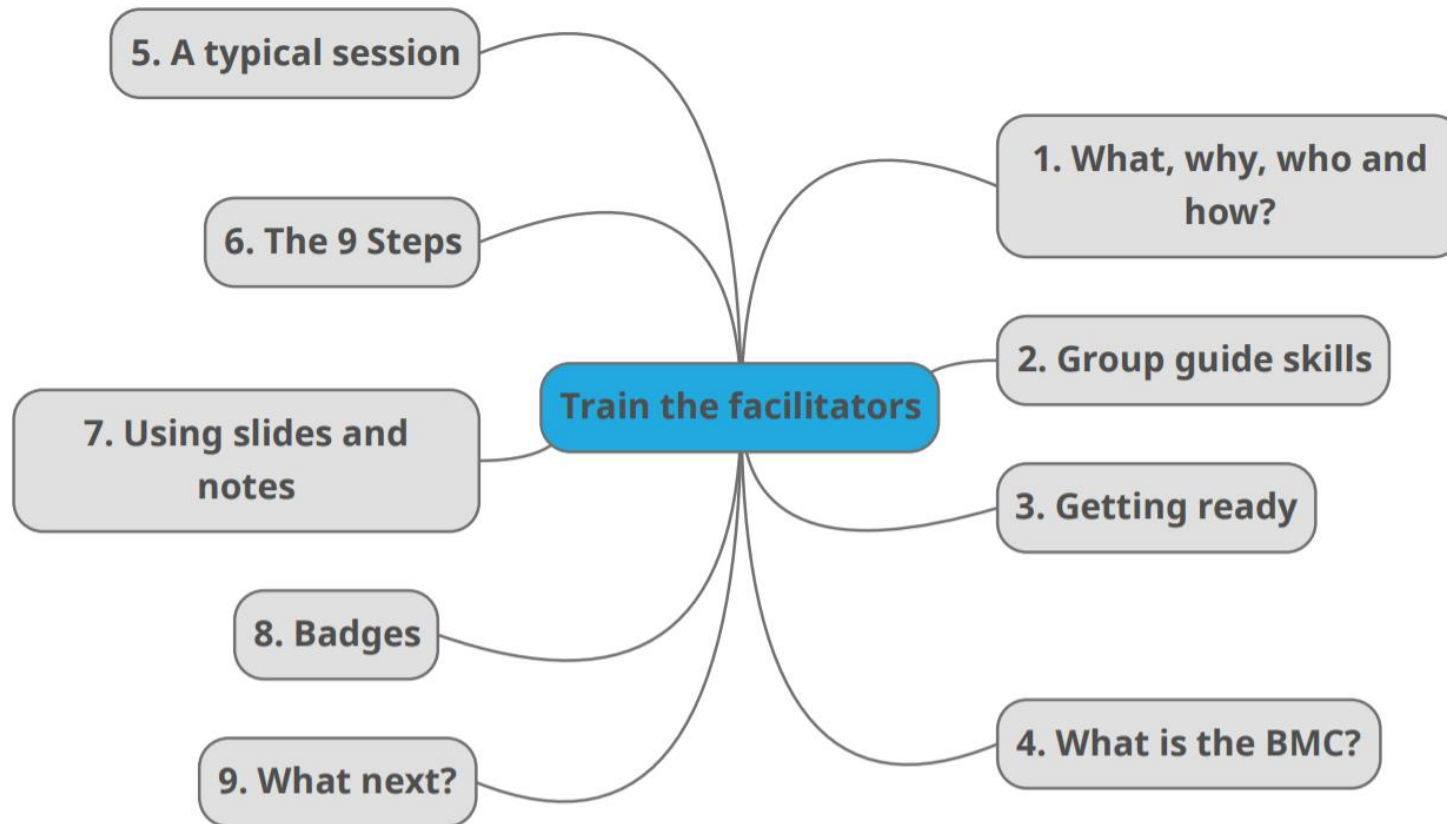 Train the facilitators
1. What, why, who and
how?
2. Group guide skills
3. Getting ready
4. What is the BMC?
5. A typical session
6. The 9 Steps
7. Using slides and
notes
8. Badges
9. What next?